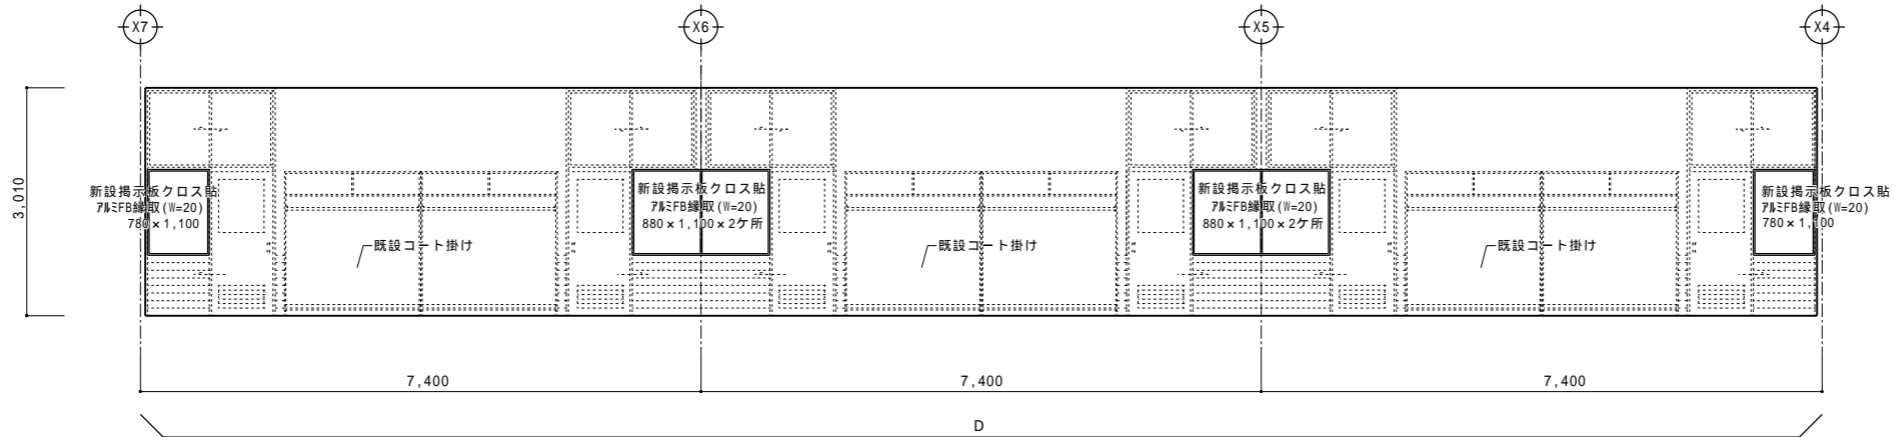 X7
X6
X5
X4
3,010
新設掲示板クロス貼
アルミFB縁取(W=20)
780×1,100
新設掲示板クロス貼
アルミFB縁取(W=20)
880×1,100×2ケ所
新設掲示板クロス貼
アルミFB縁取(W=20)
880×1,100×2ケ所
新設掲示板クロス貼
アルミFB縁取(W=20)
780×1,100
既設コート掛け
既設コート掛け
既設コート掛け
7,400
7,400
7,400
D